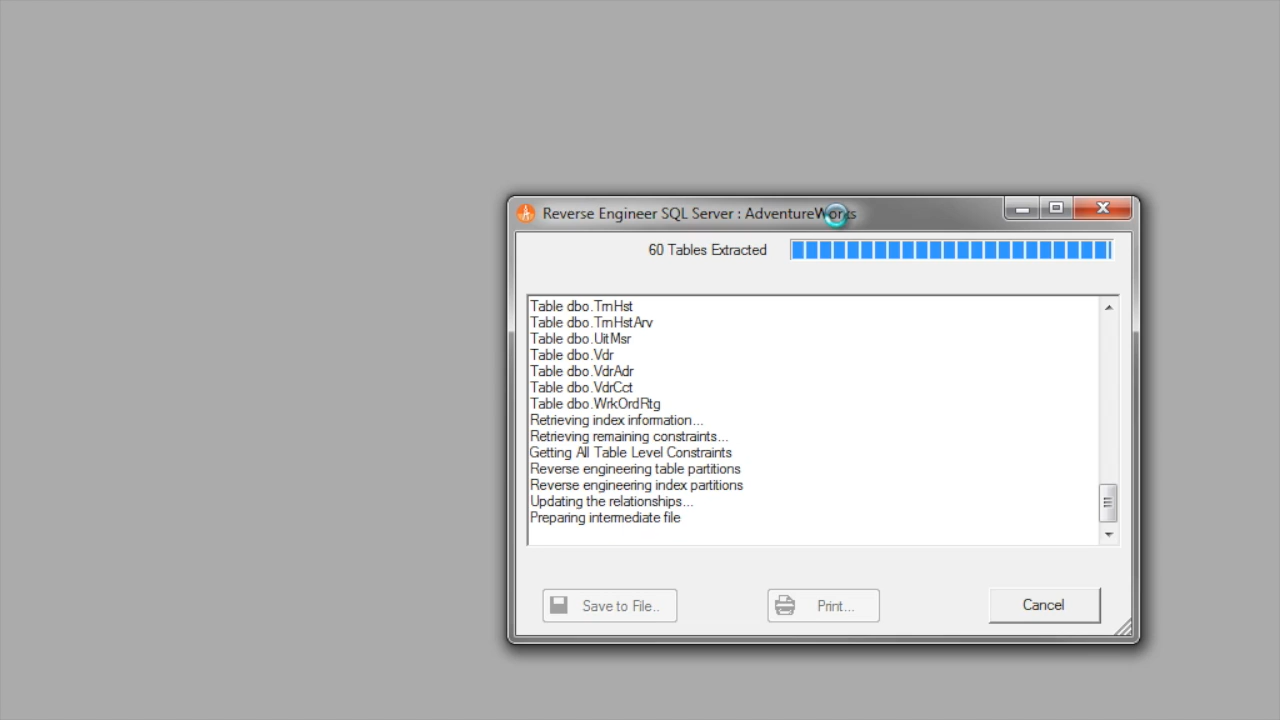 Reverse Engineer SQL Server : AdventureWorks
60 Tables Extracted
Table dbo.TrnHst
Table dbo.TrnHstArv
Table dbo.UitMsr
Table dbo.Vdr
Table dbo.VdrAdr
Table dbo.VdrCct
Table dbo.WrkOrdRtg
Retrieving index information...
Retrieving remaining constraints...
Getting All Table Level Constraints
Reverse engineering table partitions
Reverse engineering index partitions
Updating the relationships...
Preparing intermediate file
Save to File..
Print...
Cancel